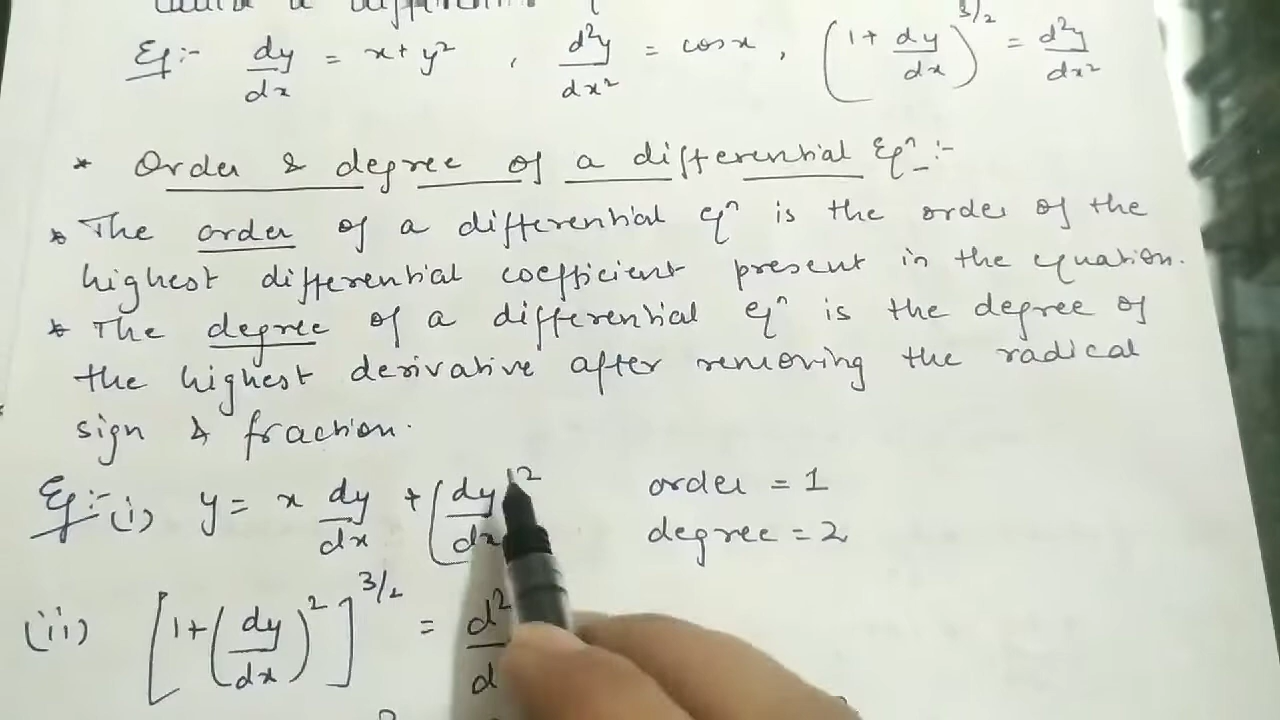 Eg:- dy/dx = x + y² , d²y/dx² = cosx , (1 + dy/dx)^3/2 = d²y/dx²
* Order & degree of a differential Eqⁿ:-
* The order of a differential eqⁿ is the order of the
highest differential coefficient present in the equation.
* The degree of a differential eqⁿ is the degree of
the highest derivative after removing the radical
sign & fraction.
Eg:- (i) y = x dy/dx + (dy/dx)² order = 1
degree = 2
(ii) [1+(dy/dx)²]^3/2 = d²/d